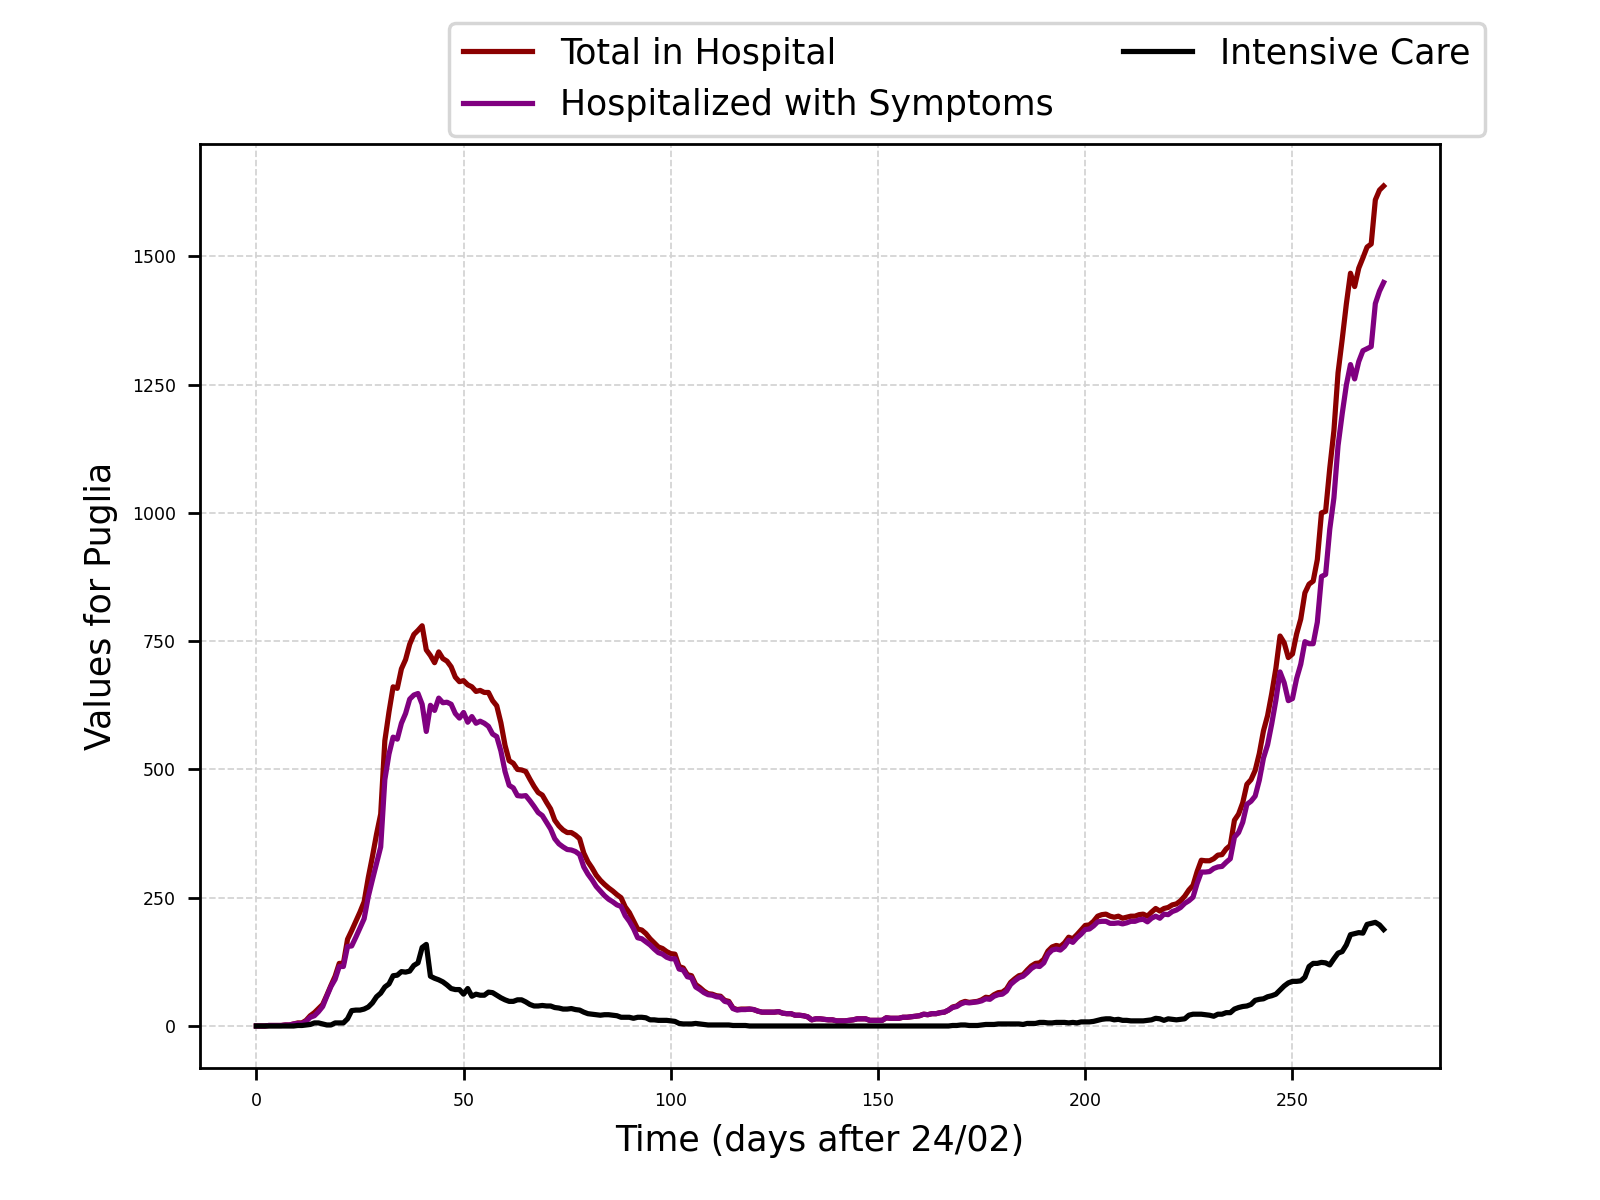 Total in Hospital
Hospitalized with Symptoms
Intensive Care
Values for Puglia
1500
1250
1000
750
500
250
0
0 50 100 150 200 250
Time (days after 24/02)